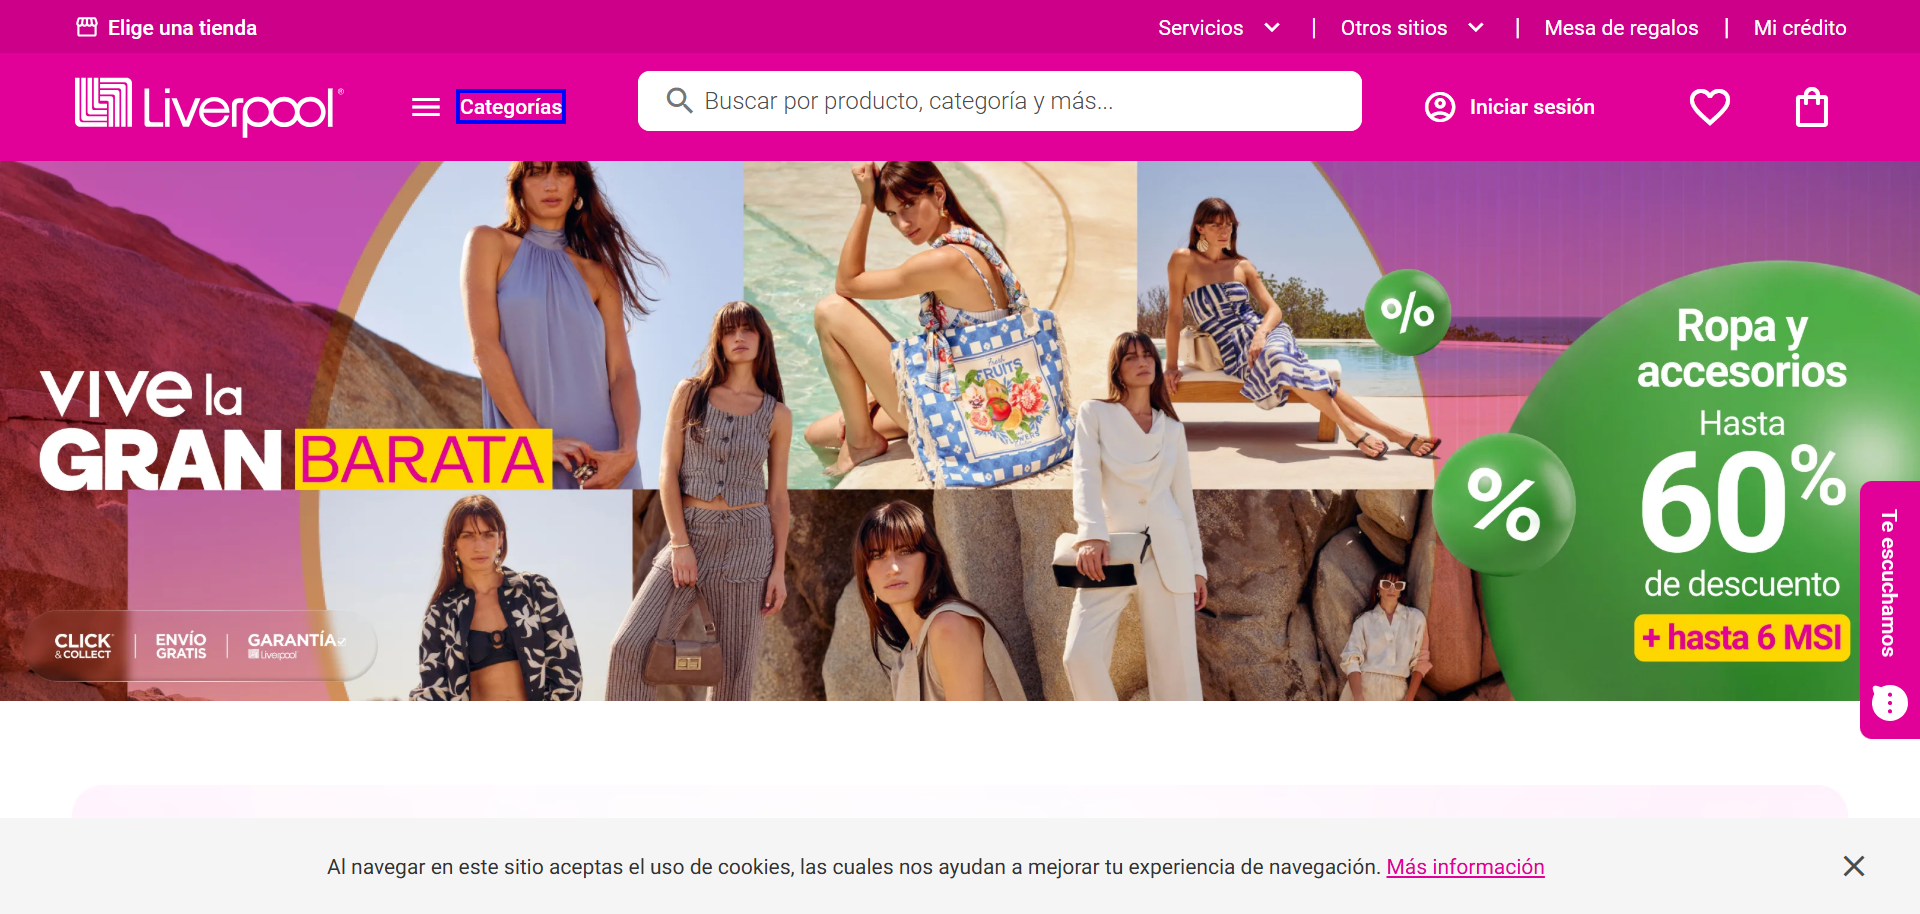 Elige una tienda
Servicios | Otros sitios | Mesa de regalos | Mi crédito
Liverpool®
Categorías
Buscar por producto, categoría y más...
Iniciar sesión
VIVE la
GRAN BARATA
CLICK & COLLECT | ENVÍO GRATIS | GARANTÍA Liverpool
Fresh
FRUITS
Ropa y
accesorios
Hasta
60%
de descuento
+ hasta 6 MSI
%
%
Te escuchamos
Al navegar en este sitio aceptas el uso de cookies, las cuales nos ayudan a mejorar tu experiencia de navegación. Más información